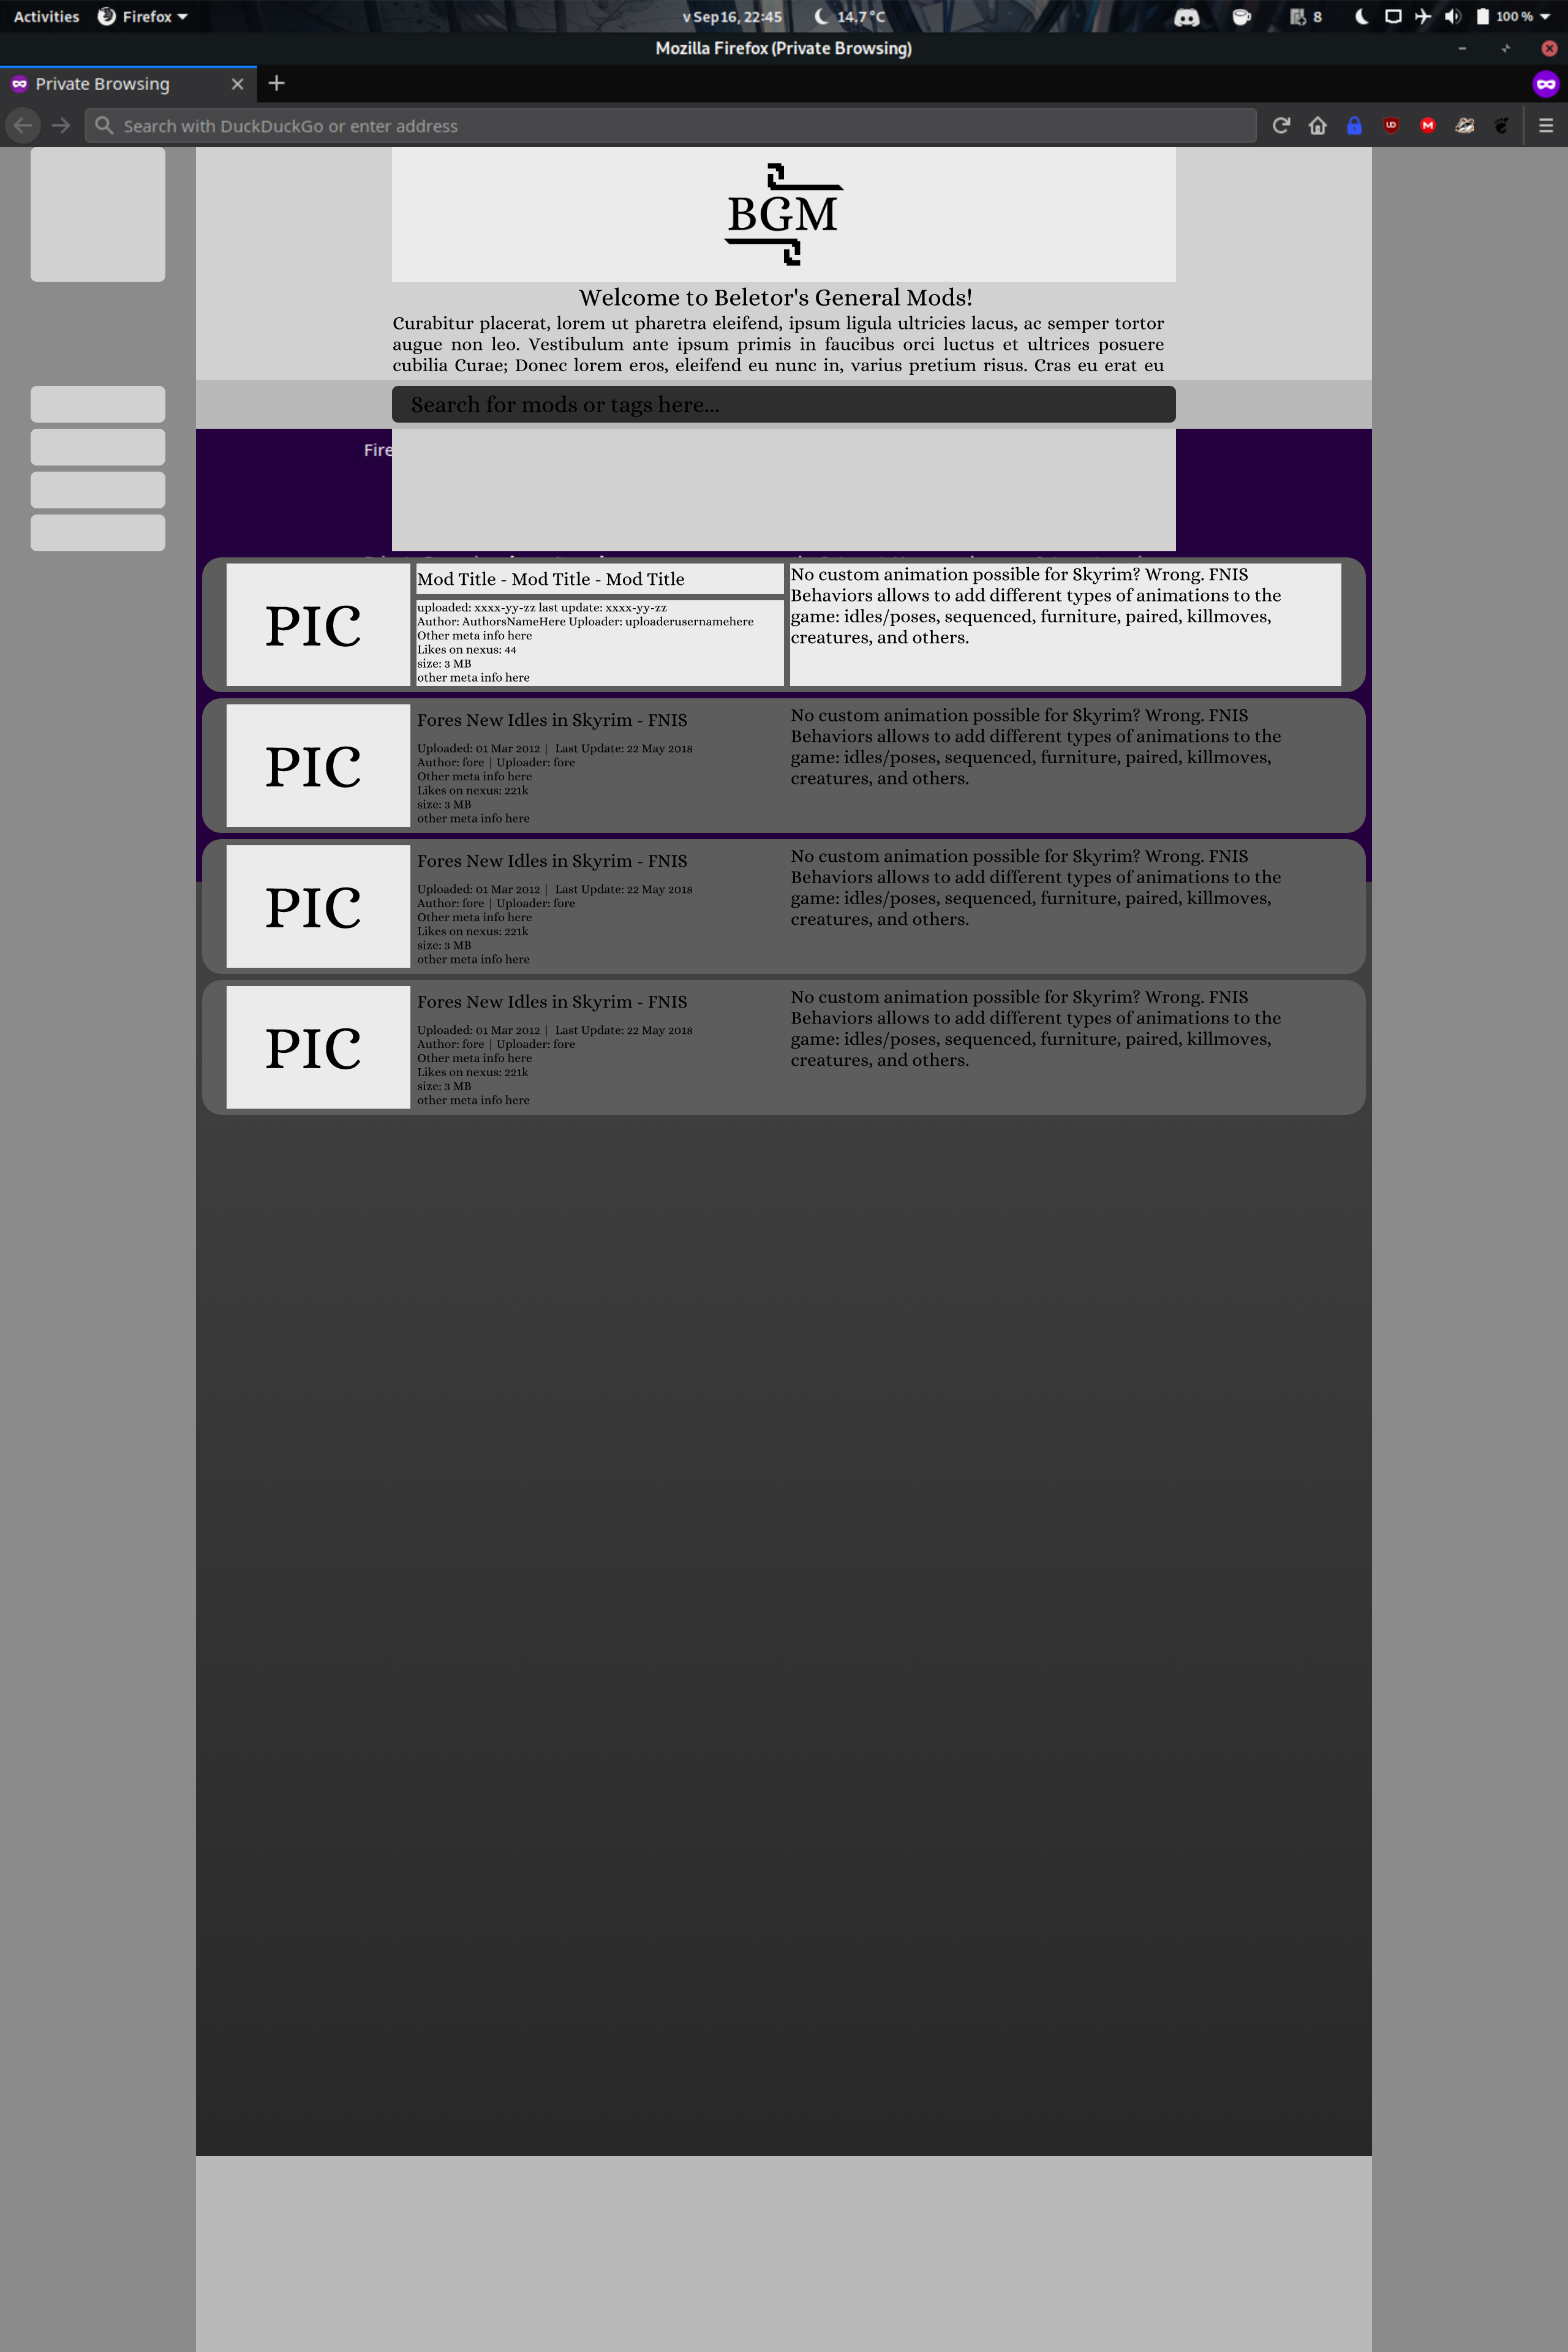 Activities Firefox v Sep 16, 22:45 14,7 °C 8 100 %
Mozilla Firefox (Private Browsing)
Private Browsing
Search with DuckDuckGo or enter address
BGM
Welcome to Beletor's General Mods!
Curabitur placerat, lorem ut pharetra eleifend, ipsum ligula ultricies lacus, ac semper tortor
augue non leo. Vestibulum ante ipsum primis in faucibus orci luctus et ultrices posuere
cubilia Curae; Donec lorem eros, eleifend eu nunc in, varius pretium risus. Cras eu erat eu
Search for mods or tags here...
Fire
PIC
Mod Title - Mod Title - Mod Title
uploaded: xxxx-yy-zz last update: xxxx-yy-zz
Author: AuthorsNameHere Uploader: uploaderusernamehere
Other meta info here
Likes on nexus: 44
size: 3 MB
other meta info here
No custom animation possible for Skyrim? Wrong. FNIS
Behaviors allows to add different types of animations to the
game: idles/poses, sequenced, furniture, paired, killmoves,
creatures, and others.
PIC
Fores New Idles in Skyrim - FNIS
Uploaded: 01 Mar 2012 | Last Update: 22 May 2018
Author: fore | Uploader: fore
Other meta info here
Likes on nexus: 221k
size: 3 MB
other meta info here
No custom animation possible for Skyrim? Wrong. FNIS
Behaviors allows to add different types of animations to the
game: idles/poses, sequenced, furniture, paired, killmoves,
creatures, and others.
PIC
Fores New Idles in Skyrim - FNIS
Uploaded: 01 Mar 2012 | Last Update: 22 May 2018
Author: fore | Uploader: fore
Other meta info here
Likes on nexus: 221k
size: 3 MB
other meta info here
No custom animation possible for Skyrim? Wrong. FNIS
Behaviors allows to add different types of animations to the
game: idles/poses, sequenced, furniture, paired, killmoves,
creatures, and others.
PIC
Fores New Idles in Skyrim - FNIS
Uploaded: 01 Mar 2012 | Last Update: 22 May 2018
Author: fore | Uploader: fore
Other meta info here
Likes on nexus: 221k
size: 3 MB
other meta info here
No custom animation possible for Skyrim? Wrong. FNIS
Behaviors allows to add different types of animations to the
game: idles/poses, sequenced, furniture, paired, killmoves,
creatures, and others.